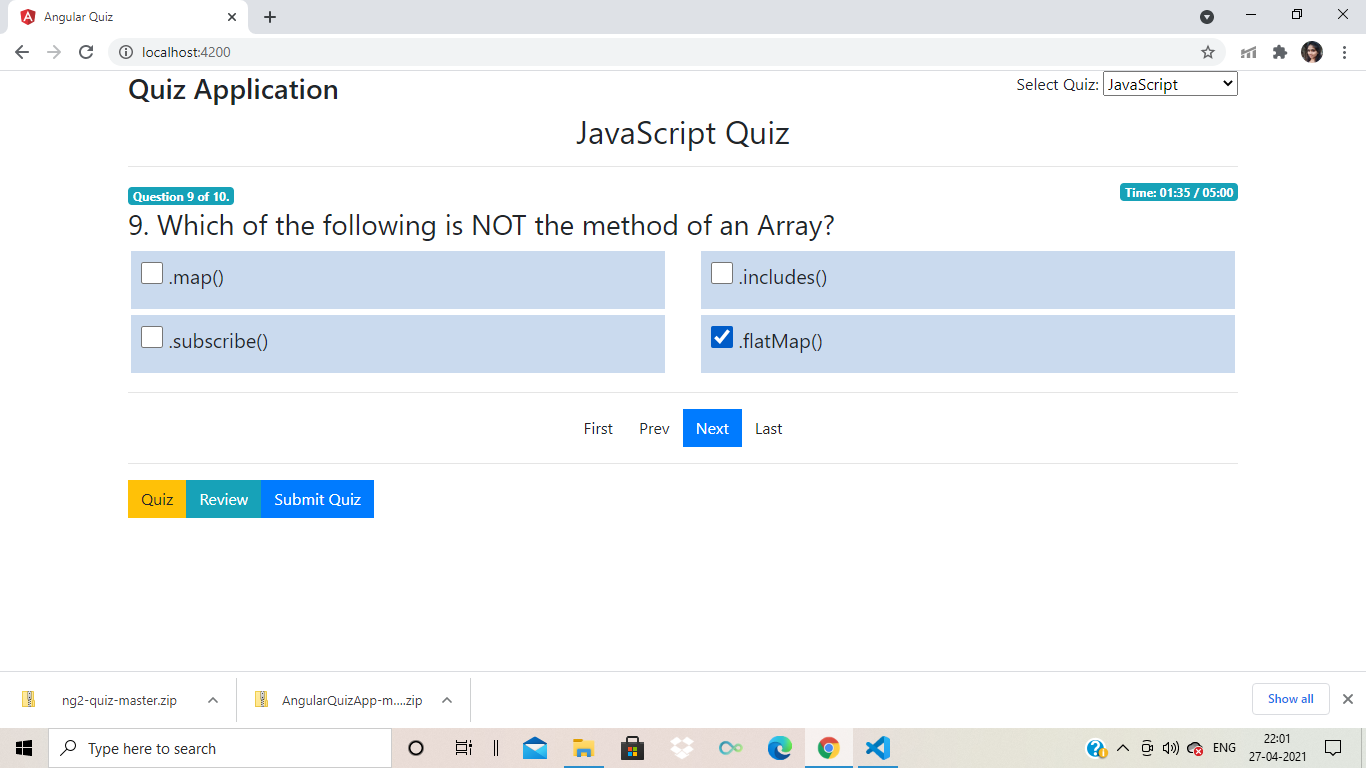 Angular Quiz
localhost:4200
Quiz Application
Select Quiz: JavaScript
JavaScript Quiz
Question 9 of 10.
Time: 01:35 / 05:00
9. Which of the following is NOT the method of an Array?
.map()
.includes()
.subscribe()
.flatMap()
First Prev Next Last
Quiz Review Submit Quiz
ng2-quiz-master.zip
AngularQuizApp-m....zip
Show all
Type here to search
ENG
22:01
27-04-2021